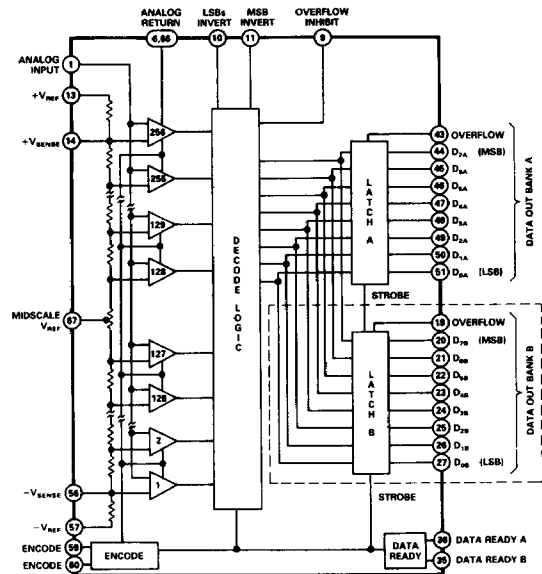 ANALOG RETURN
6,66
LSBs INVERT
10
MSB INVERT
11
OVERFLOW INHIBIT
9
ANALOG INPUT
1
+VREF
13
+VSENSE
14
MIDSCALE VREF
67
-VSENSE
56
-VREF
57
ENCODE
59
ENCODE
60
256
255
129
128
127
126
2
1
DECODE LOGIC
ENCODE
LATCH A
STROBE
LATCH B
STROBE
DATA READY
43 OVERFLOW
44 D7A (MSB)
45 D6A
46 D5A
47 D4A
48 D3A
49 D2A
50 D1A
51 D0A (LSB)
DATA OUT BANK A
19 OVERFLOW
20 D7B (MSB)
21 D6B
22 D5B
23 D4B
24 D3B
25 D2B
26 D1B
27 D0B (LSB)
DATA OUT BANK B
DATA READY A
35 DATA READY B